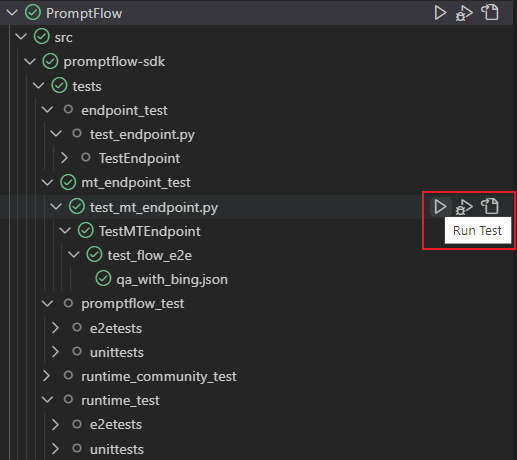 PromptFlow
src
promptflow-sdk
tests
endpoint_test
test_endpoint.py
TestEndpoint
mt_endpoint_test
test_mt_endpoint.py
TestMTEndpoint
Run Test
test_flow_e2e
qa_with_bing.json
promptflow_test
e2etests
unittests
runtime_community_test
runtime_test
e2etests
unittests